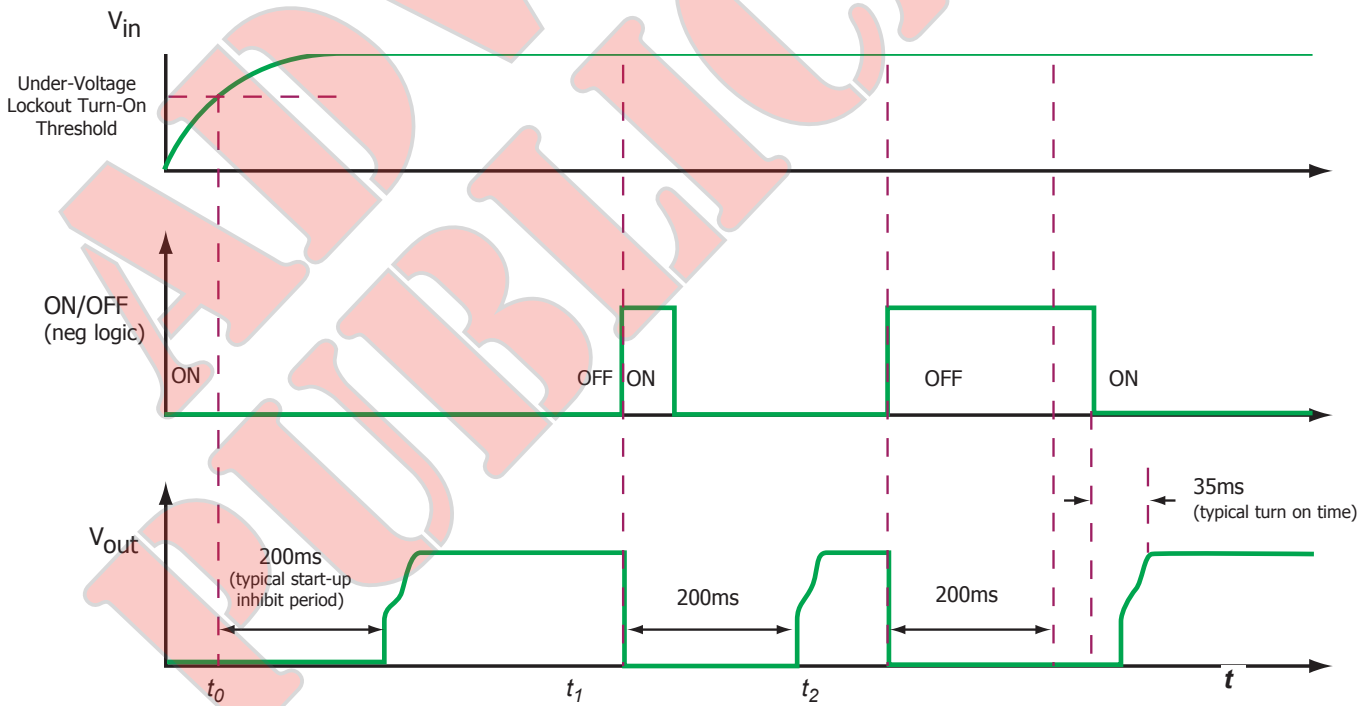 Vin
Under-Voltage
Lockout Turn-On
Threshold
ON/OFF
(neg logic)
ON
OFF
ON
OFF
ON
Vout
200ms
(typical start-up
inhibit period)
200ms
200ms
35ms
(typical turn on time)
t0
t1
t2
t